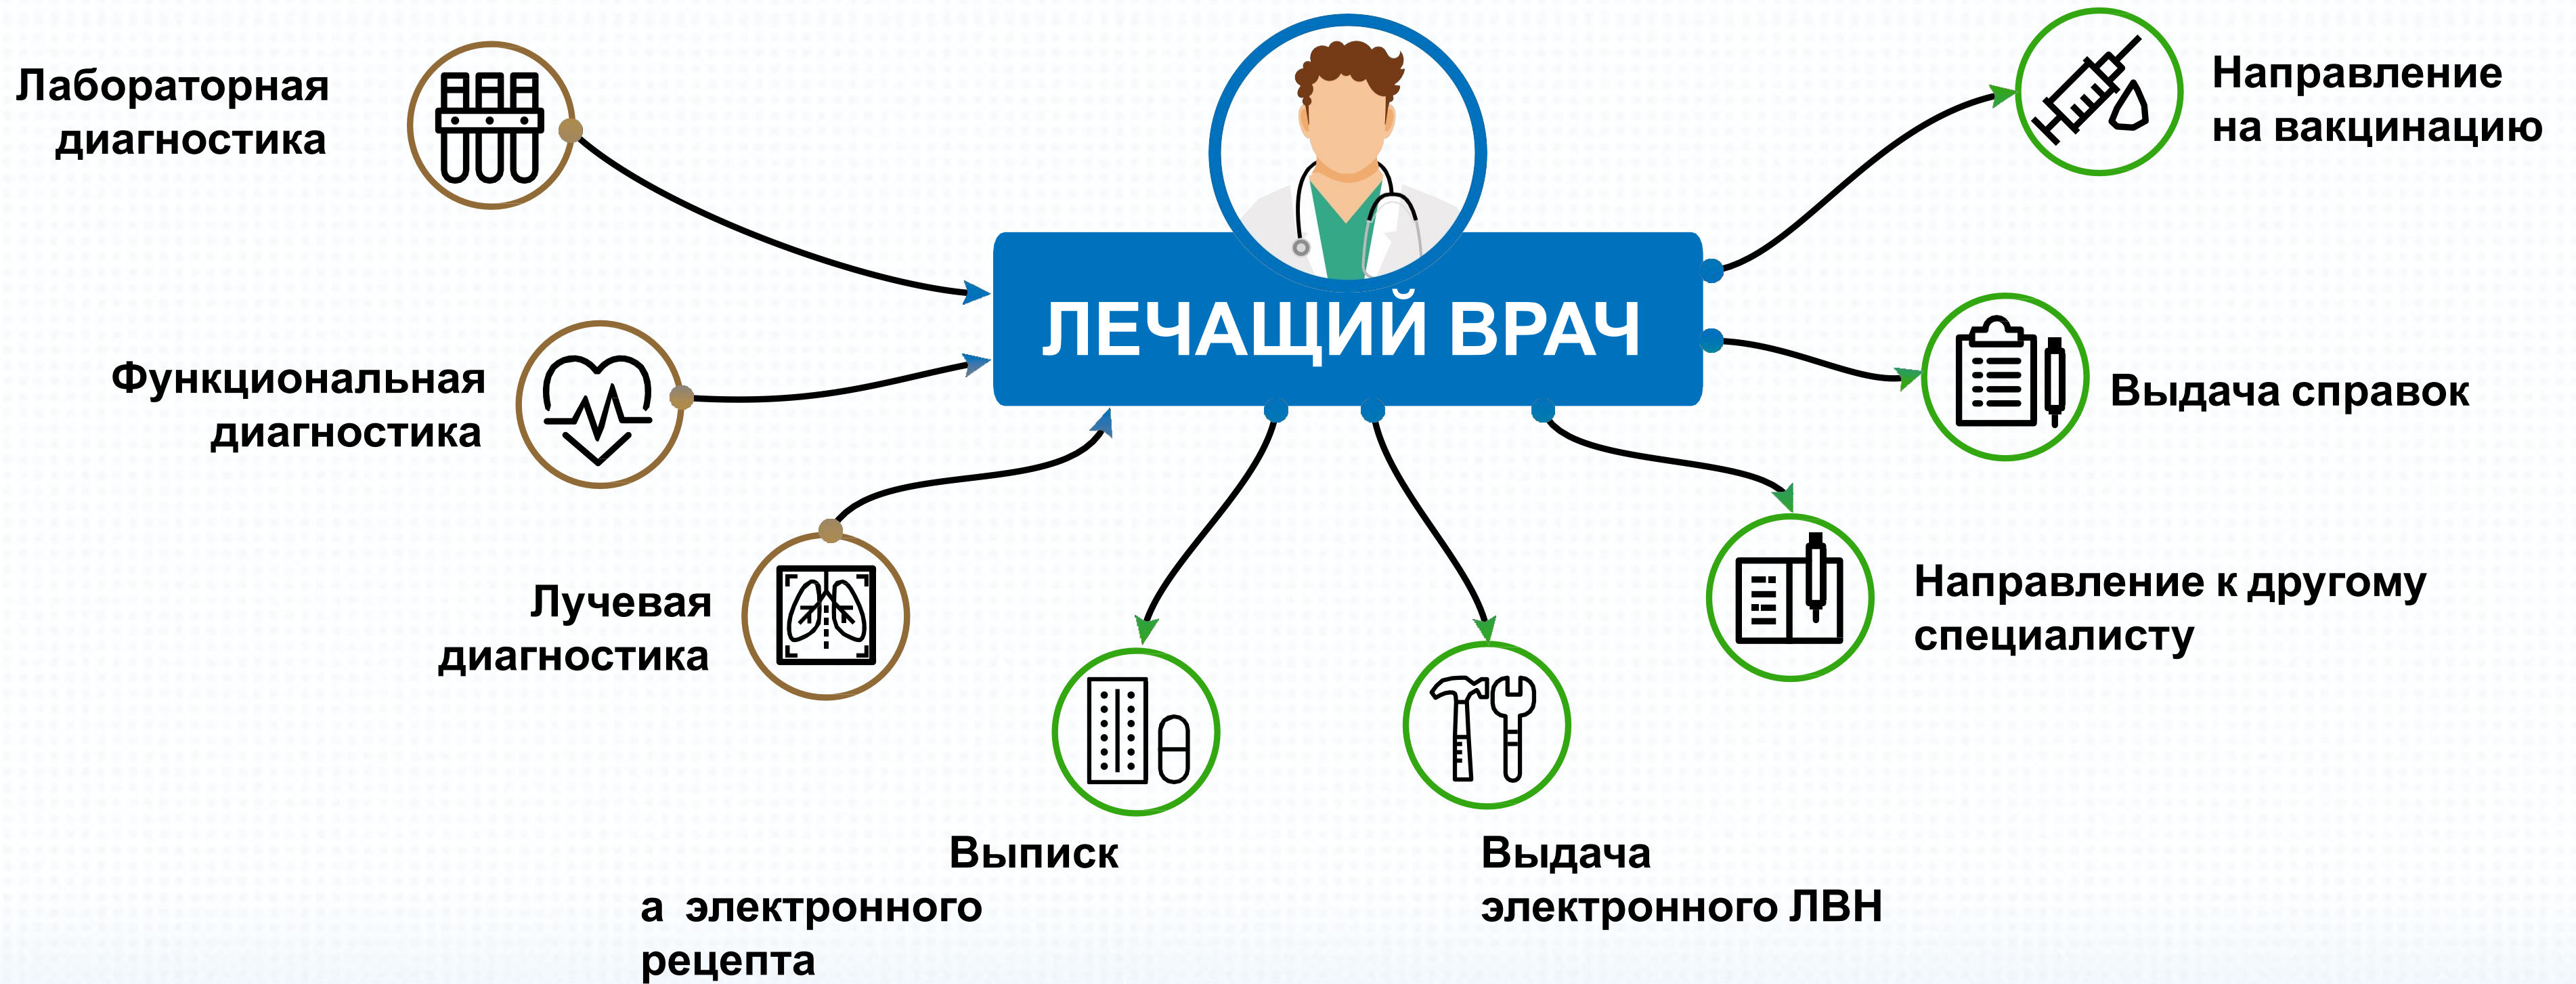 Лабораторная
диагностика
Функциональная
диагностика
Лучевая
диагностика
ЛЕЧАЩИЙ ВРАЧ
Направление
на вакцинацию
Выдача справок
Направление к другому
специалисту
Выписк
а электронного
рецепта
Выдача
электронного ЛВН